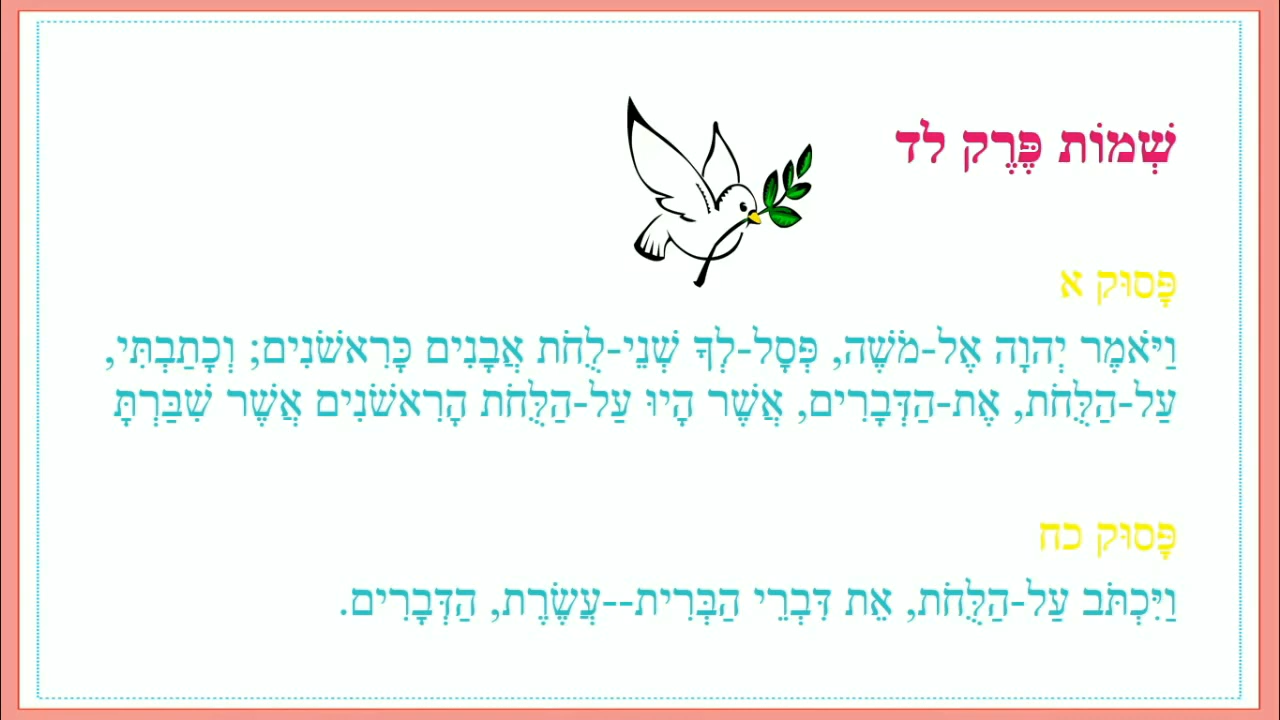 שְׁמוֹת פֶּרֶק לד
פָּסוּק א
וַיֹּאמֶר יְהוָה אֶל-מֹשֶׁה, פְּסָל-לְךָ שְׁנֵי-לֻחֹת אֲבָנִים כָּרִאשֹׁנִים; וְכָתַבְתִּי,
עַל-הַלֻּחֹת, אֶת-הַדְּבָרִים, אֲשֶׁר הָיוּ עַל-הַלֻּחֹת הָרִאשֹׁנִים אֲשֶׁר שִׁבַּרְתָּ
פָּסוּק כח
וַיִּכְתֹּב עַל-הַלֻּחֹת, אֵת דִּבְרֵי הַבְּרִית--עֲשֶׂרֶת, הַדְּבָרִים.